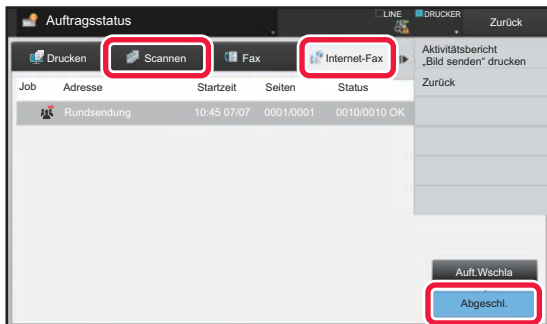 Auftragsstatus
LINE
DRUCKER
Zurück
Drucken Scannen Fax Internet-Fax
Aktivitätsbericht
„Bild senden“ drucken
Zurück
Job Adresse Startzeit Seiten Status
Rundsendung 10:45 07/07 0001/0001 0010/0010 OK
Auft.Wschla
Abgeschl.